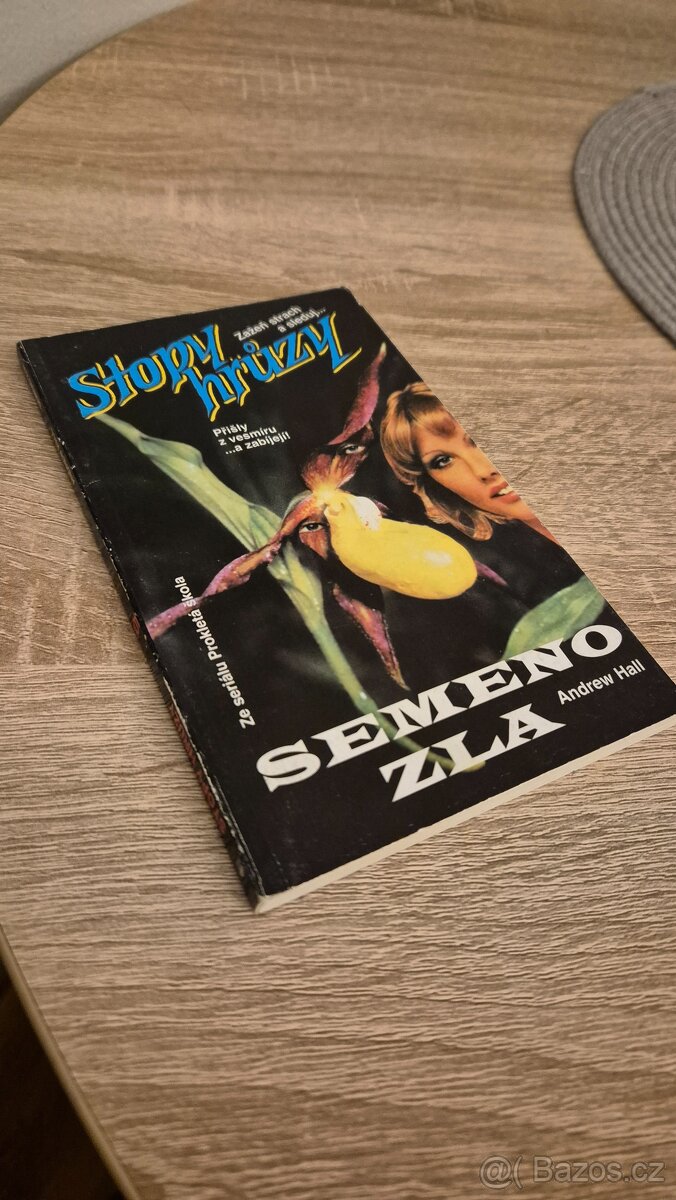 Zažeň strach
a sleduj...
Stopy
hrůzy
Přišly
z vesmíru
...a zabíjejí!
Ze seriálu Prokletá škola
SEMENO
ZLA
Andrew Hall
@( Bazos.cz